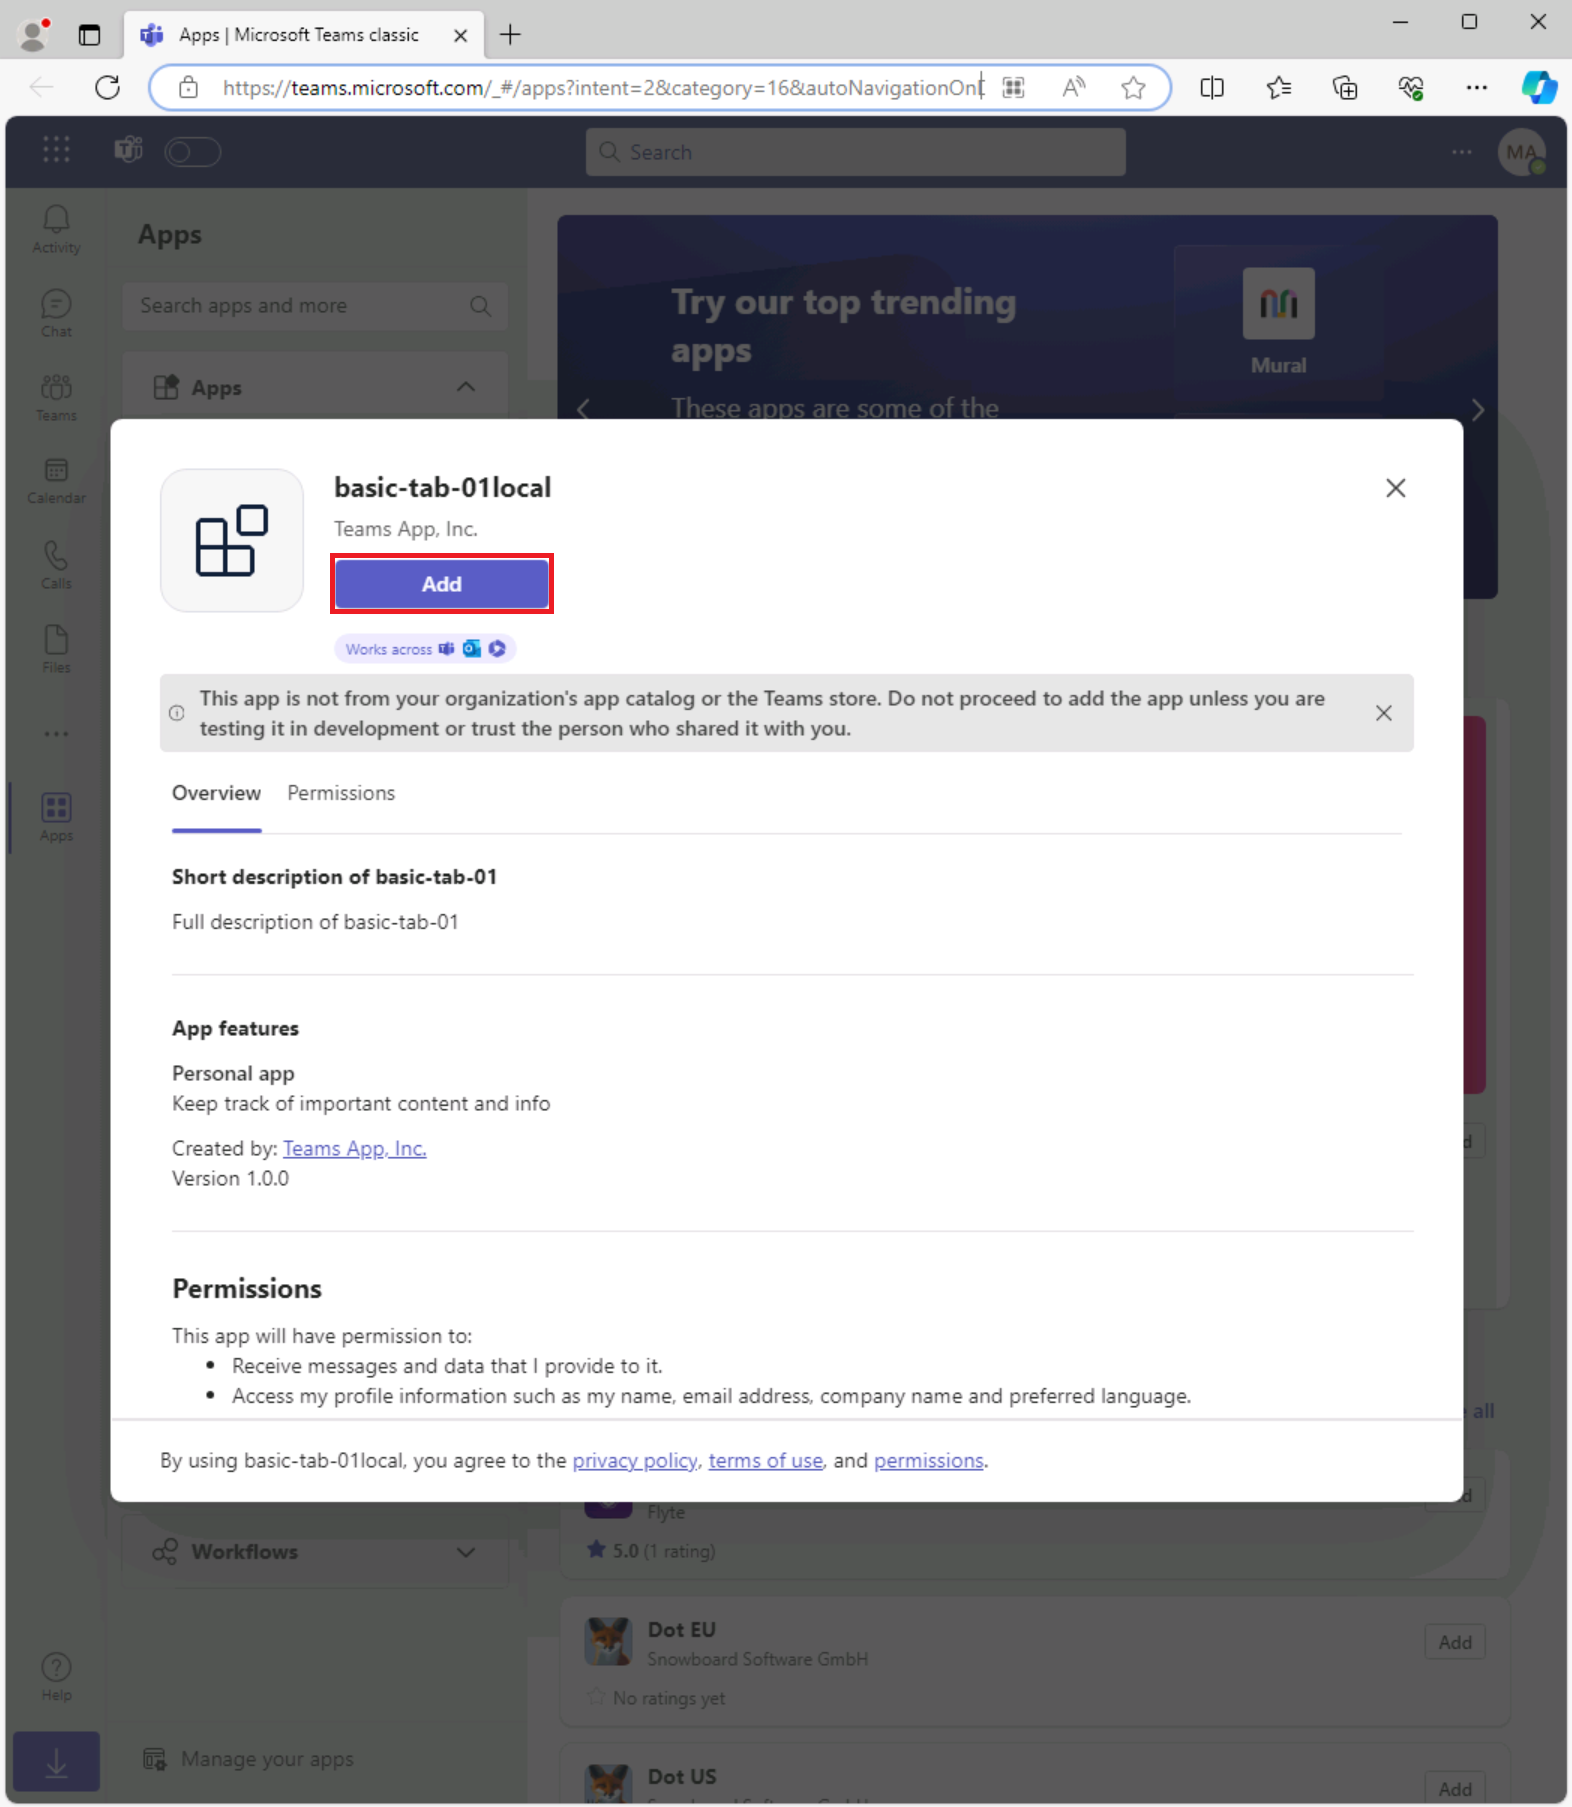 Apps | Microsoft Teams classic
https://teams.microsoft.com/_#/apps?intent=2&category=16&autoNavigationOn
Search
MA
Activity
Chat
Teams
Calendar
Calls
Files
Apps
Help
Apps
Search apps and more
Apps
Try our top trending
apps
These apps are some of the
Mural
basic-tab-01local
Teams App, Inc.
Add
Works across
This app is not from your organization's app catalog or the Teams store. Do not proceed to add the app unless you are
testing it in development or trust the person who shared it with you.
Overview
Permissions
Short description of basic-tab-01
Full description of basic-tab-01
App features
Personal app
Keep track of important content and info
Created by: Teams App, Inc.
Version 1.0.0
Permissions
This app will have permission to:
• Receive messages and data that I provide to it.
• Access my profile information such as my name, email address, company name and preferred language.
By using basic-tab-01local, you agree to the privacy policy, terms of use, and permissions.
all
Flyte
5.0 (1 rating)
Workflows
Dot EU
Snowboard Software GmbH
Add
No ratings yet
Manage your apps
Dot US
Add